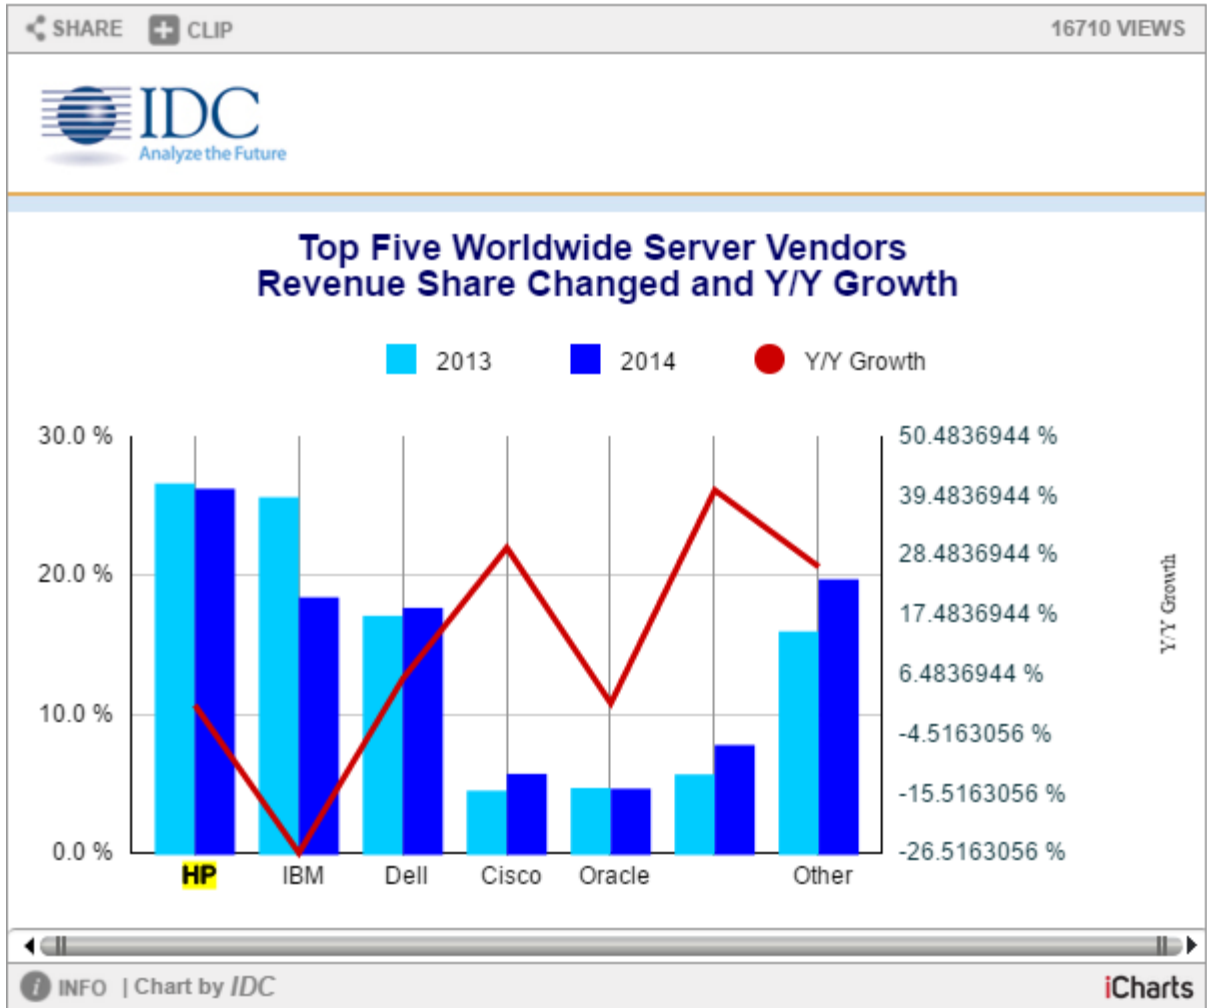 SHARE CLIP 16710 VIEWS
IDC
Analyze the Future
Top Five Worldwide Server Vendors
Revenue Share Changed and Y/Y Growth
2013 2014 Y/Y Growth
30.0 % 50.4836944 %
39.4836944 %
28.4836944 %
20.0 %
17.4836944 %
6.4836944 %
10.0 %
-4.5163056 %
-15.5163056 %
0.0 % -26.5163056 %
Y/Y Growth
HP IBM Dell Cisco Oracle Other
i INFO | Chart by IDC iCharts